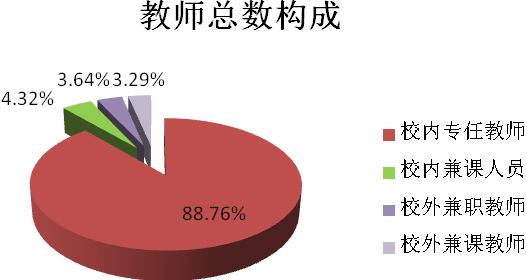 教师总数构成
3.64%
3.29%
4.32%
88.76%
校内专任教师
校内兼课人员
校外兼职教师
校外兼课教师